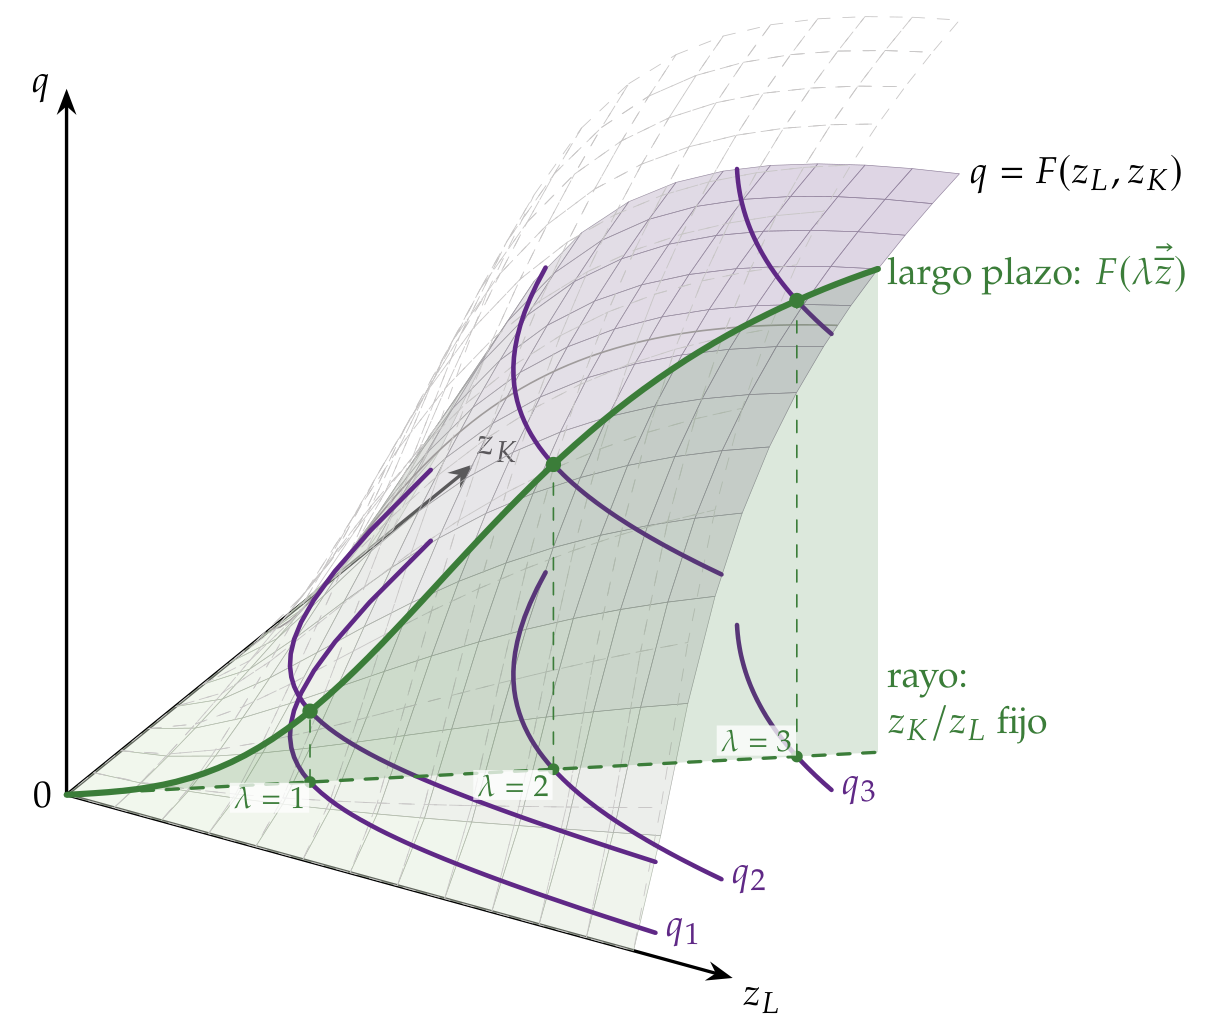 q
q = F(z_L, z_K)
largo plazo: F(λz̄⃗)
z_K
rayo:
z_K/z_L fijo
λ = 3
λ = 2
λ = 1
0
q_3
q_2
q_1
z_L